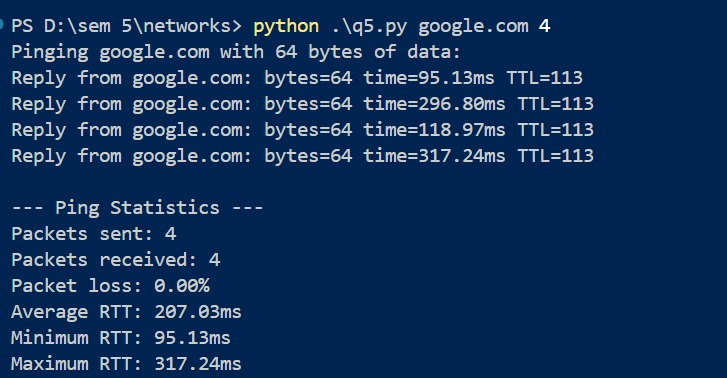 PS D:\sem 5\networks> python .\q5.py google.com 4
Pinging google.com with 64 bytes of data:
Reply from google.com: bytes=64 time=95.13ms TTL=113
Reply from google.com: bytes=64 time=296.80ms TTL=113
Reply from google.com: bytes=64 time=118.97ms TTL=113
Reply from google.com: bytes=64 time=317.24ms TTL=113

--- Ping Statistics ---
Packets sent: 4
Packets received: 4
Packet loss: 0.00%
Average RTT: 207.03ms
Minimum RTT: 95.13ms
Maximum RTT: 317.24ms